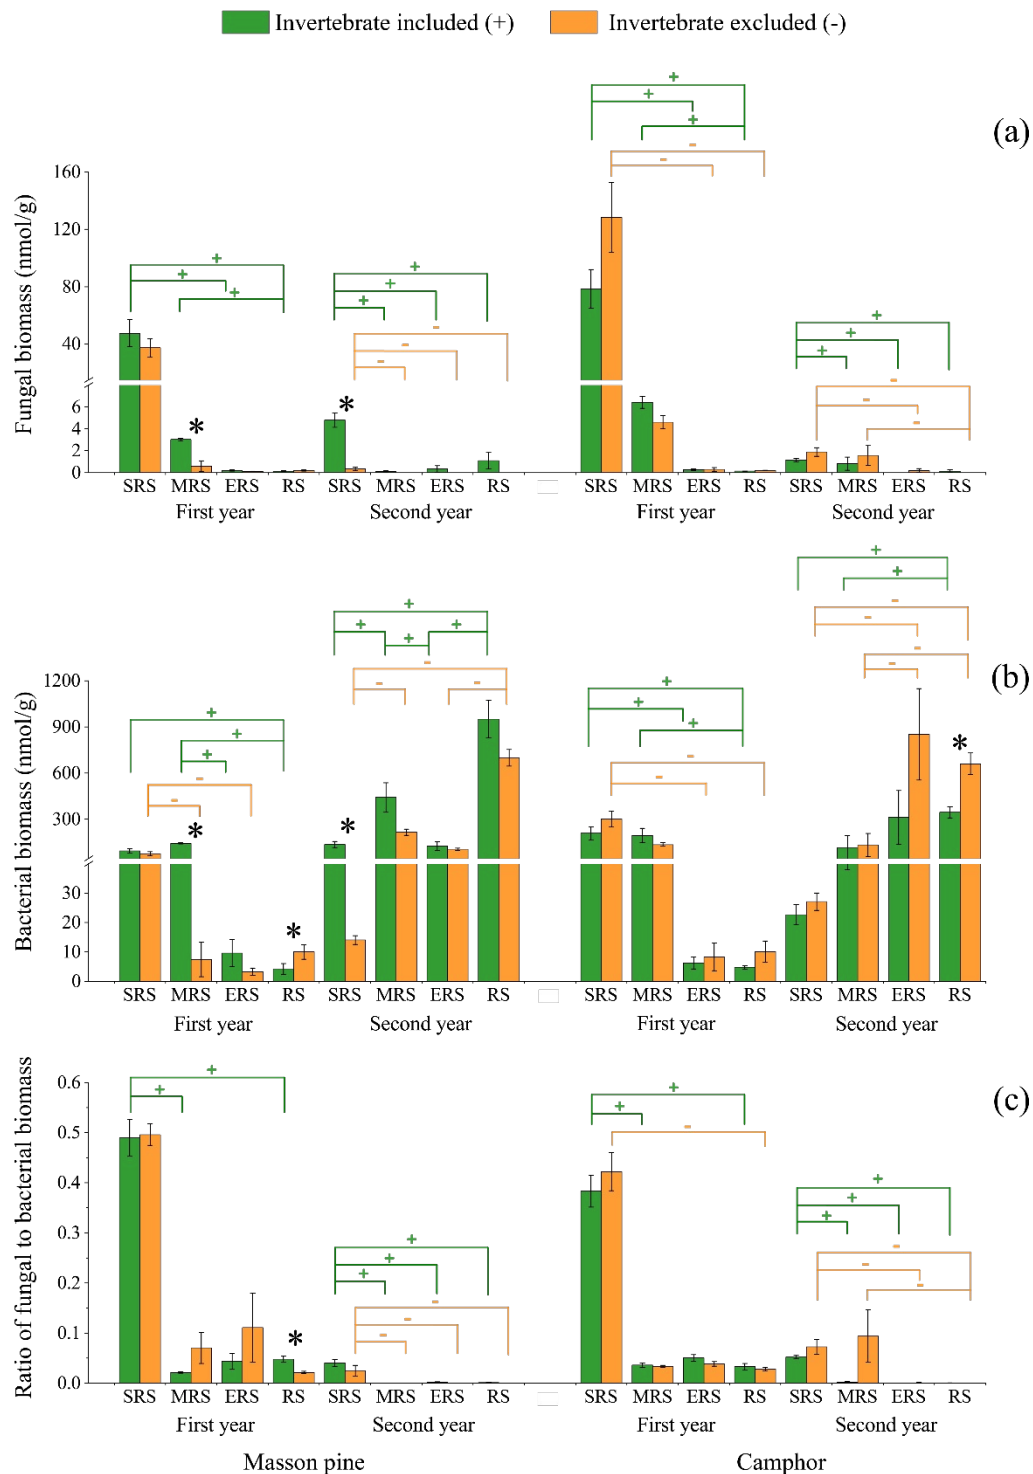 Invertebrate included (+) Invertebrate excluded (-)
(a)
Fungal biomass (nmol/g)
160
120
80
40
6
4
2
0
+ + + + + + - - - + + + - - + + + - - -
* *
SRS MRS ERS RS SRS MRS ERS RS SRS MRS ERS RS SRS MRS ERS RS
First year Second year First year Second year
(b)
Bacterial biomass (nmol/g)
1200
900
600
300
30
20
10
0
+ + + - - + + + + - - - + + + - - + + - - - -
* * * *
SRS MRS ERS RS SRS MRS ERS RS SRS MRS ERS RS SRS MRS ERS RS
First year Second year First year Second year
(c)
Ratio of fungal to bacterial biomass
0.6
0.5
0.4
0.3
0.2
0.1
0.0
+ + + + + - - - + + - + + + - - -
*
SRS MRS ERS RS SRS MRS ERS RS SRS MRS ERS RS SRS MRS ERS RS
First year Second year First year Second year
Masson pine Camphor